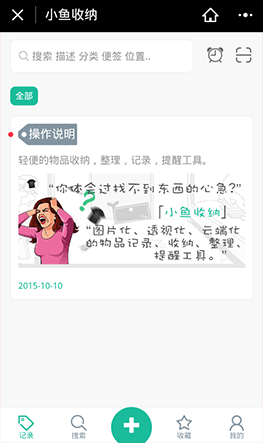 小鱼收纳
搜索 描述 分类 便签 位置..
全部
操作说明
轻便的物品收纳，整理，记录，提醒工具。
“你体会过找不到东西的心急？”
「小鱼收纳」
“图片化、透视化、云端化
的物品记录、收纳、整理、
提醒工具。”
2015-10-10
记录
搜索
收藏
我的